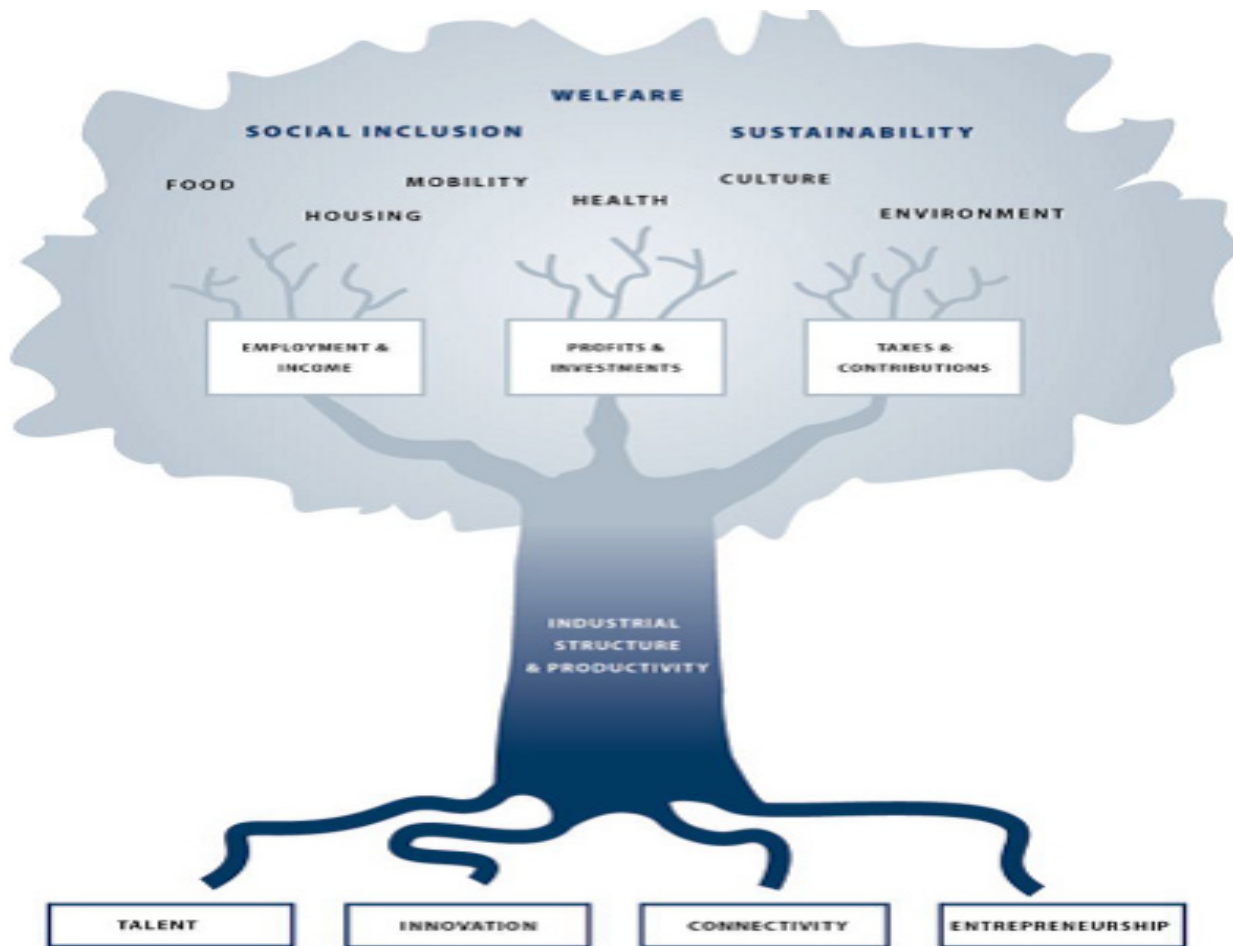 WELFARE
SOCIAL INCLUSION
SUSTAINABILITY
FOOD
MOBILITY
HEALTH
CULTURE
HOUSING
ENVIRONMENT
EMPLOYMENT &
INCOME
PROFITS &
INVESTMENTS
TAXES &
CONTRIBUTIONS
INDUSTRIAL
STRUCTURE
& PRODUCTIVITY
TALENT
INNOVATION
CONNECTIVITY
ENTREPRENEURSHIP